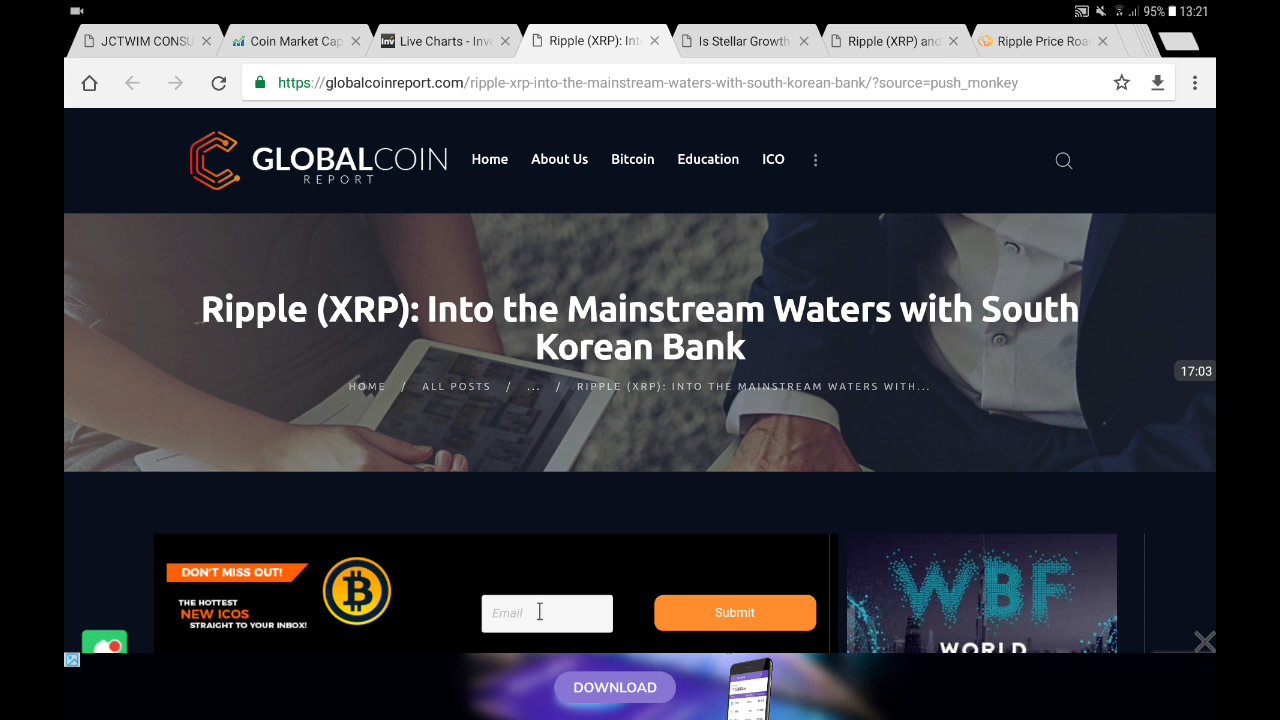 95% 13:21
JCTWIM CONSU
Coin Market Cap
Inv
Live Charts - Inve
Ripple (XRP): Int
Is Stellar Growth
Ripple (XRP) and
Ripple Price Roa
https://globalcoinreport.com/ripple-xrp-into-the-mainstream-waters-with-south-korean-bank/?source=push_monkey
GLOBALCOIN
REPORT
Home About Us Bitcoin Education ICO
Ripple (XRP): Into the Mainstream Waters with South
Korean Bank
HOME / ALL POSTS / ... / RIPPLE (XRP): INTO THE MAINSTREAM WATERS WITH...
17:03
DON'T MISS OUT!
THE HOTTEST
NEW ICOS
STRAIGHT TO YOUR INBOX!
Email
Submit
WBF
WORLD
DOWNLOAD